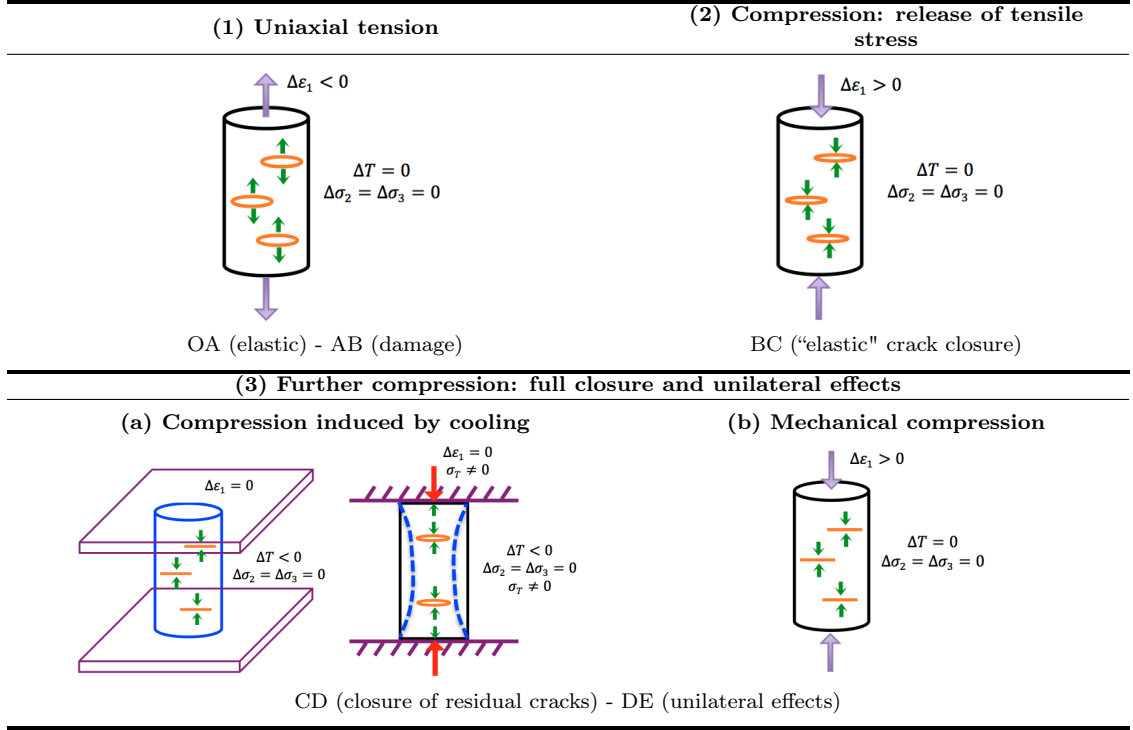 (1) Uniaxial tension
(2) Compression: release of tensile
stress
Δε₁ < 0
ΔT = 0
Δσ₂ = Δσ₃ = 0
OA (elastic) - AB (damage)
Δε₁ > 0
ΔT = 0
Δσ₂ = Δσ₃ = 0
BC (“elastic" crack closure)
(3) Further compression: full closure and unilateral effects
(a) Compression induced by cooling
(b) Mechanical compression
Δε₁ = 0
ΔT < 0
Δσ₂ = Δσ₃ = 0
Δε₁ = 0
σ_T ≠ 0
ΔT < 0
Δσ₂ = Δσ₃ = 0
σ_T ≠ 0
Δε₁ > 0
ΔT = 0
Δσ₂ = Δσ₃ = 0
CD (closure of residual cracks) - DE (unilateral effects)